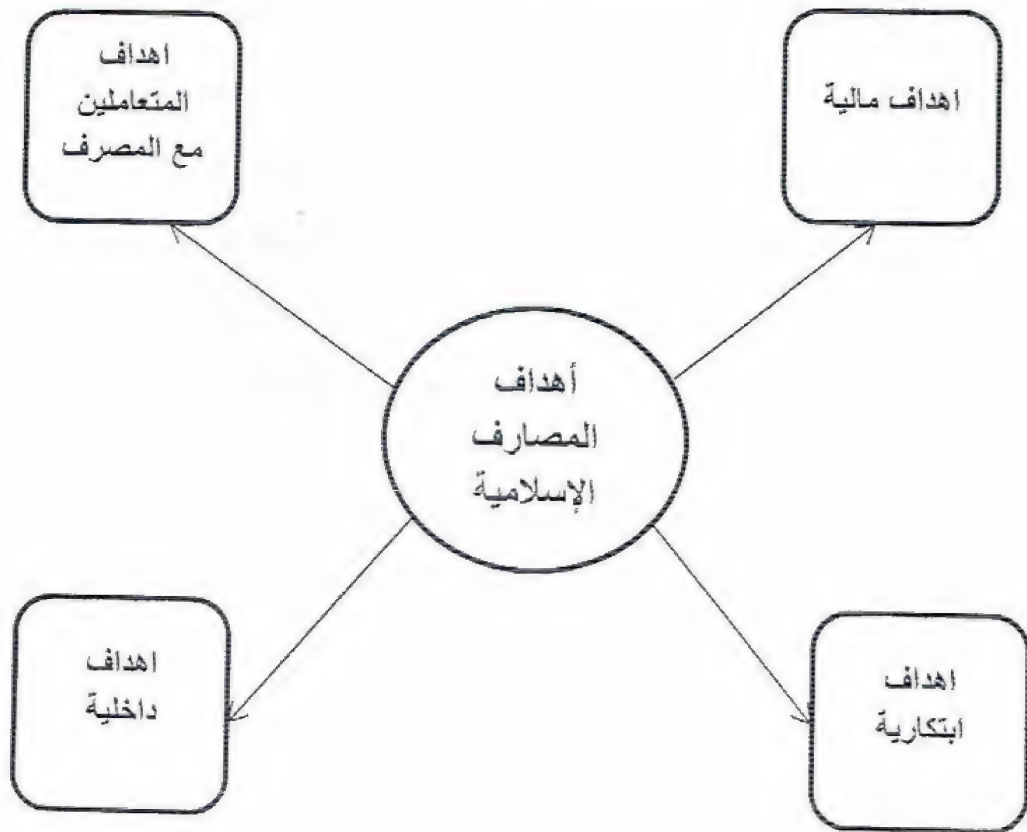 اهداف مالية
اهداف
المتعاملين
مع المصرف
أهداف
المصارف
الإسلامية
اهداف
ابتكارية
اهداف
داخلية